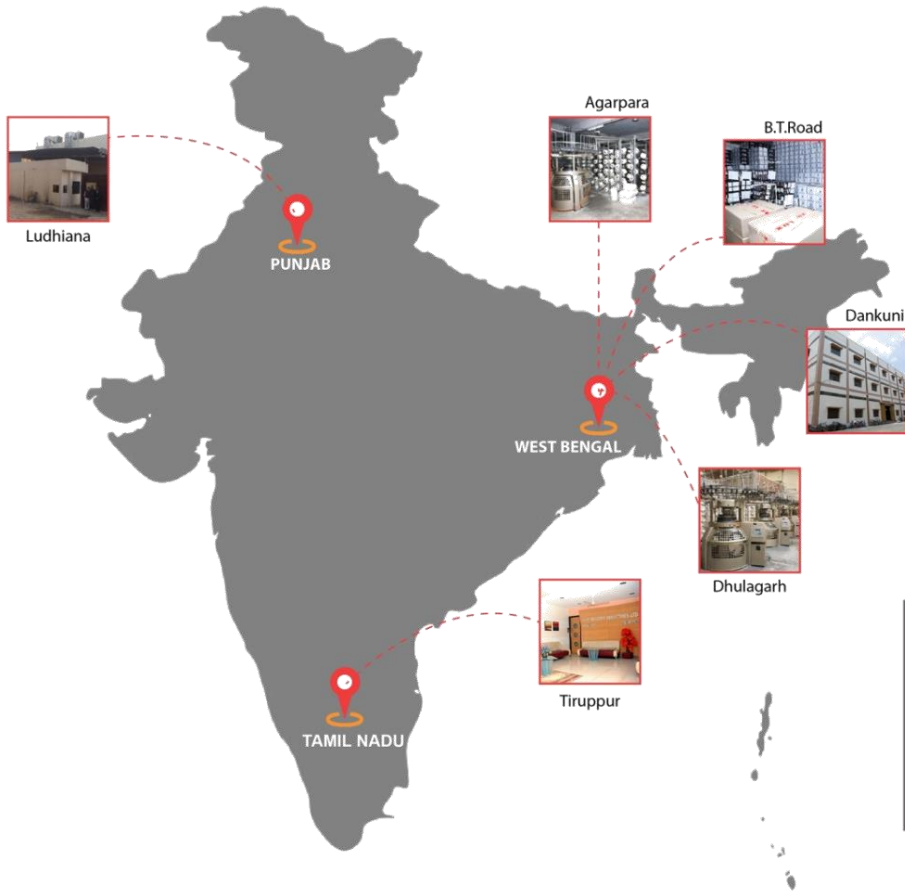 Agarpara
B.T.Road
Ludhiana
PUNJAB
Dankuni
WEST BENGAL
Dhulagarh
Tiruppur
TAMIL NADU